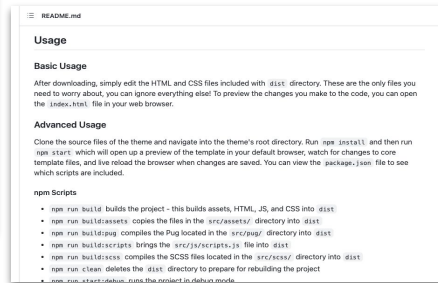 README.md
Usage
Basic Usage
After downloading, simply edit the HTML and CSS files included with dist directory. These are the only files you
need to worry about, you can ignore everything else! To preview the changes you make to the code, you can open
the index.html file in your web browser.
Advanced Usage
Clone the source files of the theme and navigate into the theme's root directory. Run npm install and then run
npm start which will open up a preview of the template in your default browser, watch for changes to core
template files, and live reload the browser when changes are saved. You can view the package.json file to see
which scripts are included.
npm Scripts
• npm run build builds the project - this builds assets, HTML, JS, and CSS into dist
• npm run build:assets copies the files in the src/assets/ directory into dist
• npm run build:pug compiles the Pug located in the src/pug/ directory into dist
• npm run build:scripts brings the src/js/scripts.js file into dist
• npm run build:scss compiles the SCSS files located in the src/scss/ directory into dist
• npm run clean deletes the dist directory to prepare for rebuilding the project
• npm run start:debug runs the project in debug mode